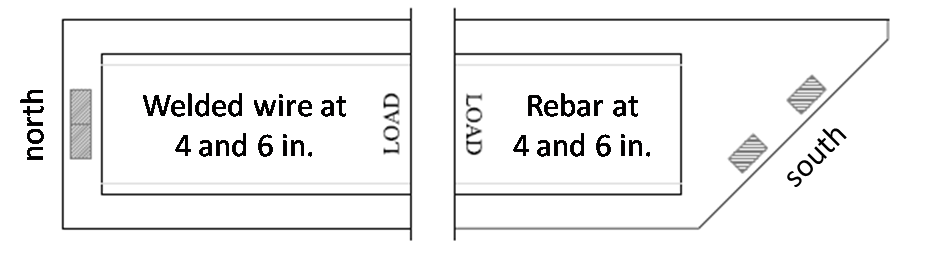 north
Welded wire at
4 and 6 in.
LOAD
LOAD
Rebar at
4 and 6 in.
south